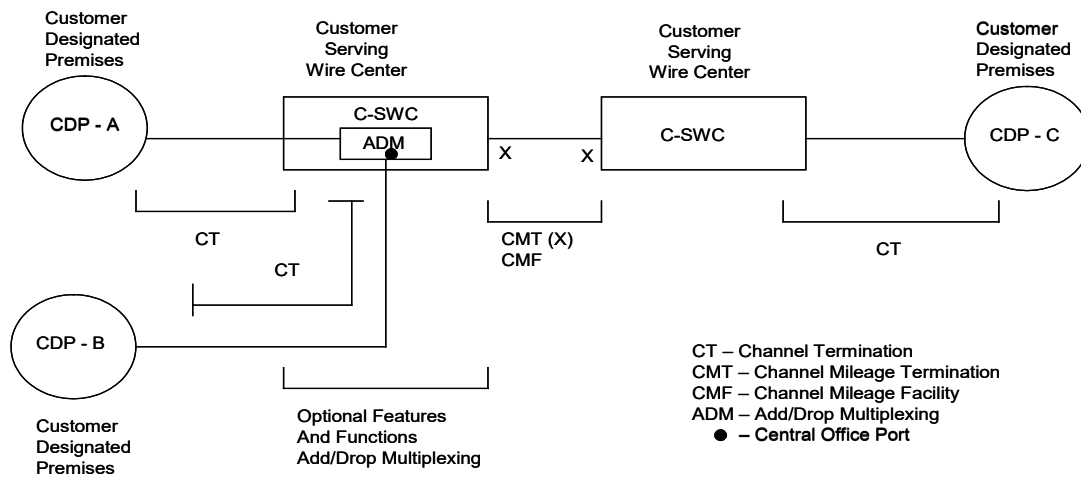 Customer
Designated
Premises
Customer
Serving
Wire Center
Customer
Serving
Wire Center
Customer
Designated
Premises
CDP - A
C-SWC
ADM
X
X
C-SWC
CDP - C
CT
CT
CMT (X)
CMF
CT
CDP - B
Customer
Designated
Premises
Optional Features
And Functions
Add/Drop Multiplexing
CT – Channel Termination
CMT – Channel Mileage Termination
CMF – Channel Mileage Facility
ADM – Add/Drop Multiplexing
● – Central Office Port